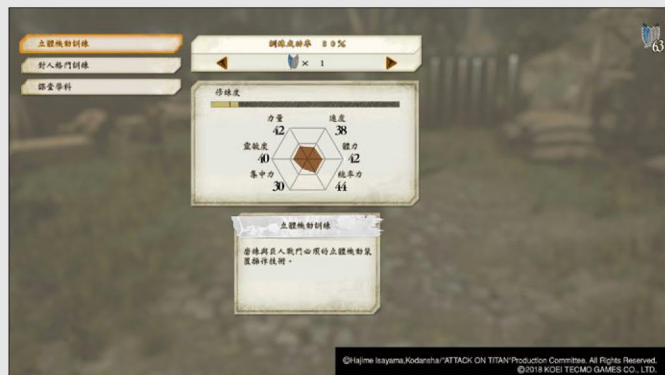 立體機動訓練
對人格鬥訓練
課堂學科
訓練成功率 80%
× 1
63
修練度
力量
42
速度
38
靈敏度
40
體力
42
集中力
30
統率力
44
立體機動訓練
磨練與巨人戰鬥必須的立體機動裝
置操作技術。
©Hajime Isayama,Kodansha/"ATTACK ON TITAN"Production Committee. All Rights Reserved.
©2018 KOEI TECMO GAMES CO., LTD.